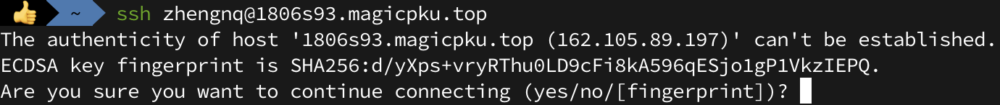 👍 ~ ssh zhengnq@1806s93.magicpku.top
The authenticity of host '1806s93.magicpku.top (162.105.89.197)' can't be established.
ECDSA key fingerprint is SHA256:d/yXps+vryRThu0LD9cFi8kA596qESjo1gP1VkzIEPQ.
Are you sure you want to continue connecting (yes/no/[fingerprint])?